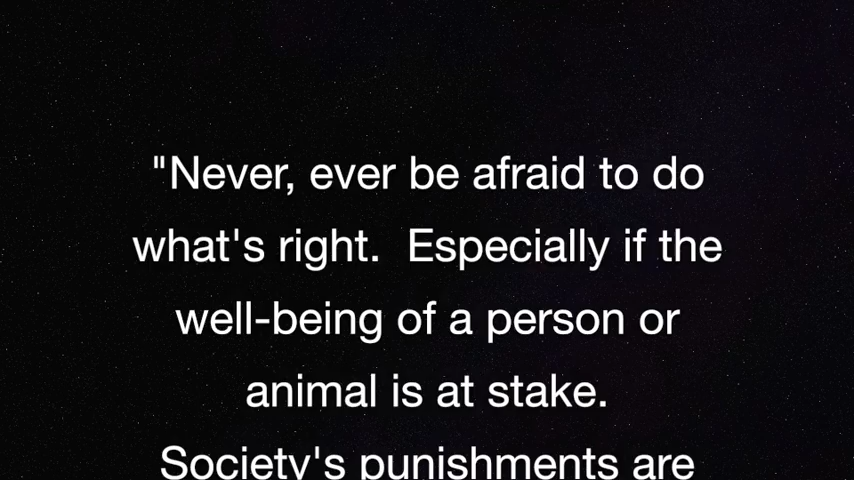 "Never, ever be afraid to do
what's right.  Especially if the
well-being of a person or
animal is at stake.
Society's punishments are